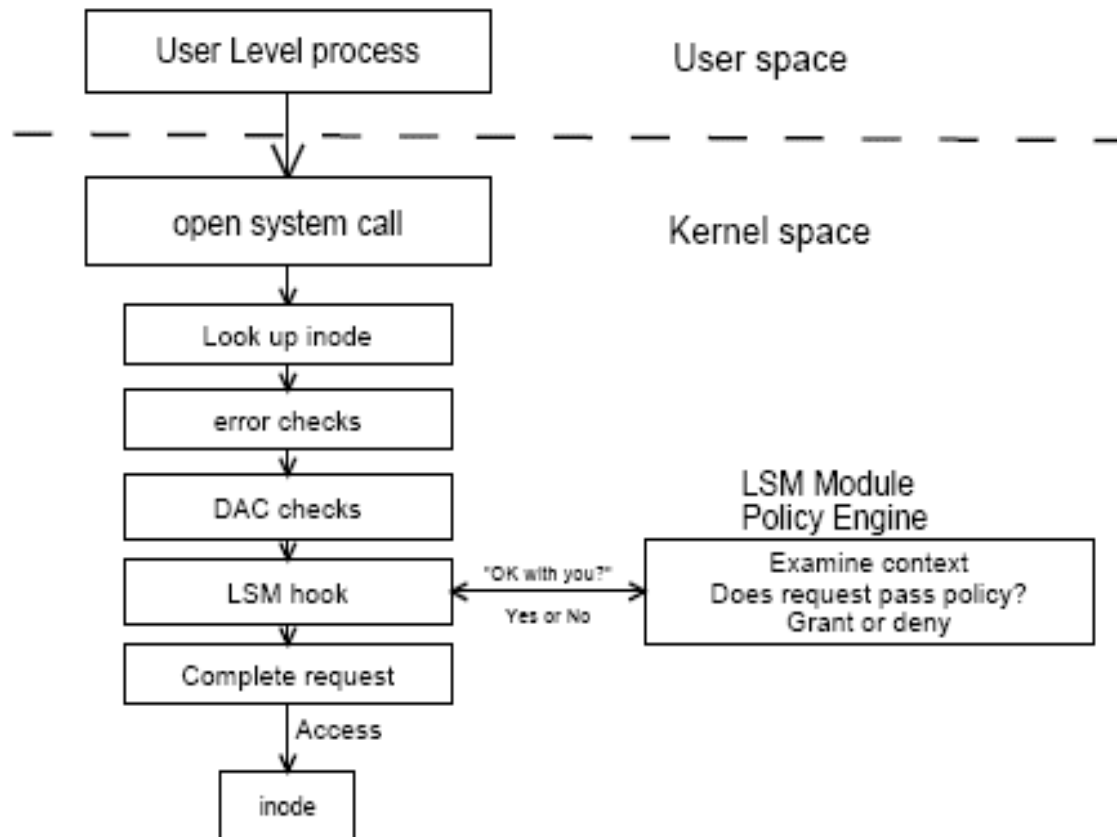 User Level process
User space
open system call
Kernel space
Look up inode
error checks
DAC checks
LSM Module
Policy Engine
LSM hook
"OK with you?"
Yes or No
Examine context
Does request pass policy?
Grant or deny
Complete request
Access
inode